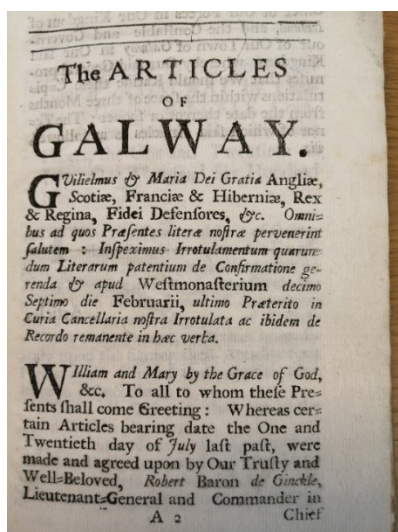 The ARTICLES
OF
GALWAY.
GUilielmus & Maria Dei Gratia Angliæ,
Scotiæ, Franciæ & Hiberniæ, Rex
& Regina, Fidei Defenſores, &c. Omni=
bus ad quos Præſentes literæ noſtræ pervenerint
ſalutem : Inſpeximus Irrotulamentum quarun=
dum Literarum patentium de Confirmatione ge=
renda & apud Weſtmonaſterium decimo
Septimo die Februarii, ultimo Præterito in
Curia Cancellaria noſtra Irrotulata ac ibidem de
Recordo remanente in hæc verba.
WIlliam and Mary by the Grace of God,
&c. To all to whom theſe Pre=
ſents ſhall come Greeting : Whereas cer=
tain Articles bearing date the One and
Twentieth day of July laſt paſt, were
made and agreed upon by Our Truſty and
Well=Beloved, Robert Baron de Ginckle,
Lieutenant=General and Commander in
A 2 Chief